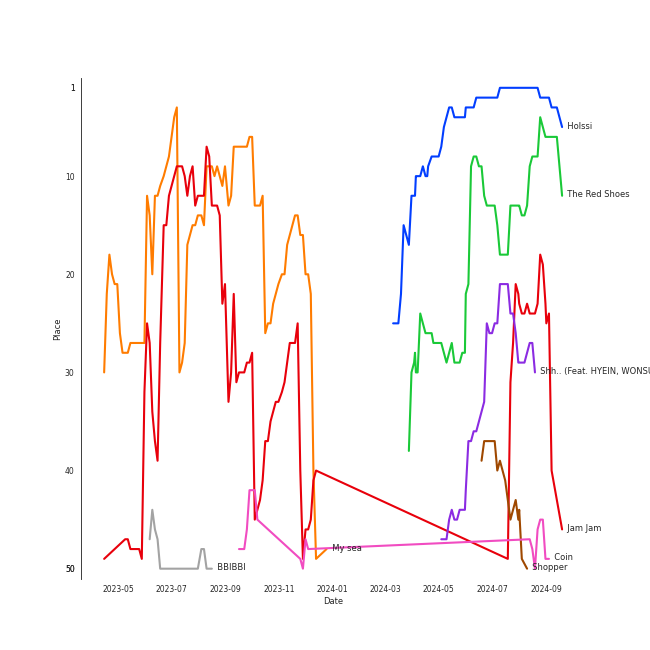 1
10
20
30
40
50
Place
Holssi
The Red Shoes
Shh.. (Feat. HYEIN, WONSU
Jam Jam
My sea
Coin
Shopper
BBIBBI
2023-05
2023-07
2023-09
2023-11
2024-01
2024-03
2024-05
2024-07
2024-09
Date